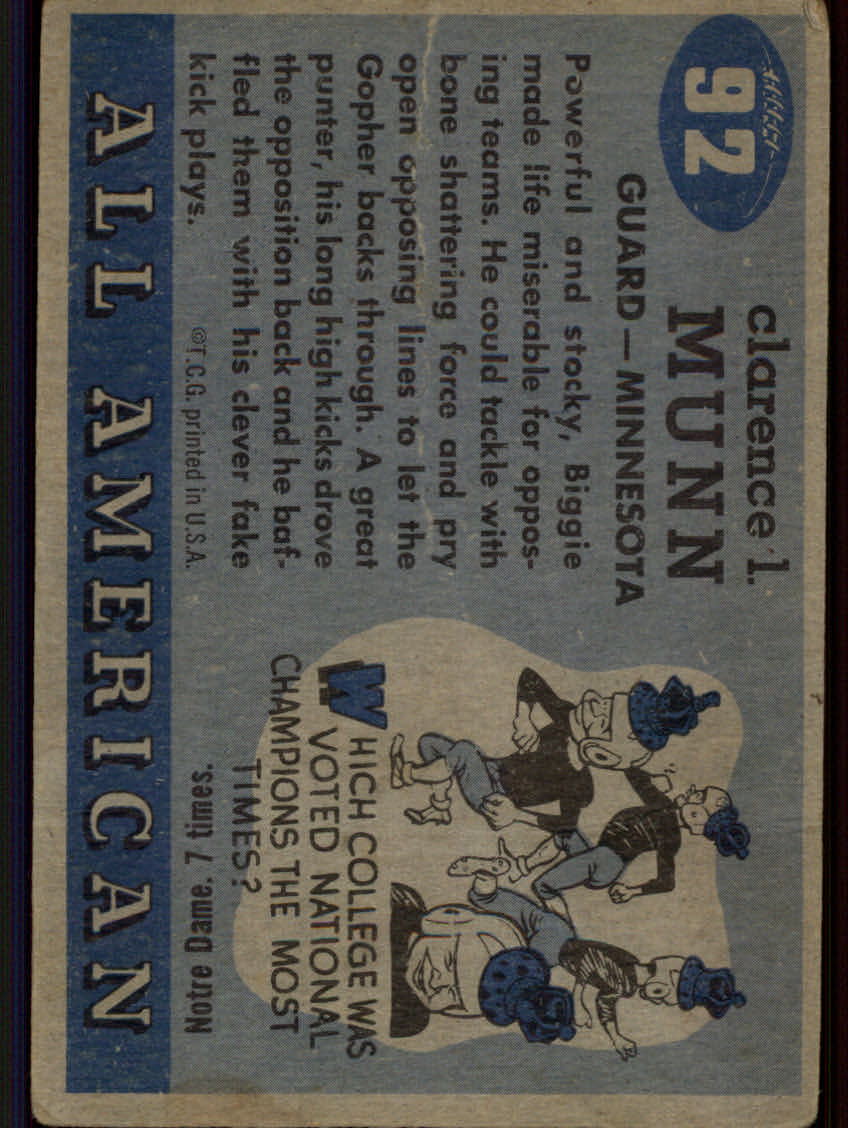 92
clarence l.
MUNN
GUARD — MINNESOTA
Powerful and stocky, Biggie
made life miserable for oppos-
ing teams. He could tackle with
bone shattering force and pry
open opposing lines to let the
Gopher backs through. A great
punter, his long high kicks drove
the opposition back and he baf-
fled them with his clever fake
kick plays.
©T.C.G. printed in U.S.A.
WHICH COLLEGE WAS
VOTED NATIONAL
CHAMPIONS THE MOST
TIMES?
Notre Dame. 7 times.
ALL AMERICAN